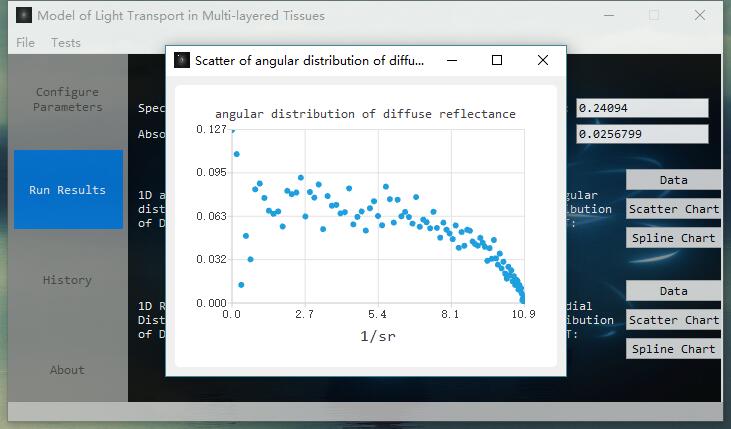 Model of Light Transport in Multi-layered Tissues
File Tests
Scatter of angular distribution of diffu...
Configure
Parameters
Run Results
History
About
Spec
0.24094
Abso
0.0256799
1D a
dist
of D
gular
ibution
T:
Data
Scatter Chart
Spline Chart
1D R
Dist
of D
dial
ibution
T:
Data
Scatter Chart
Spline Chart
angular distribution of diffuse reflectance
0.127
0.095
0.063
0.032
0.000
0.0 2.7 5.4 8.1 10.9
1/sr